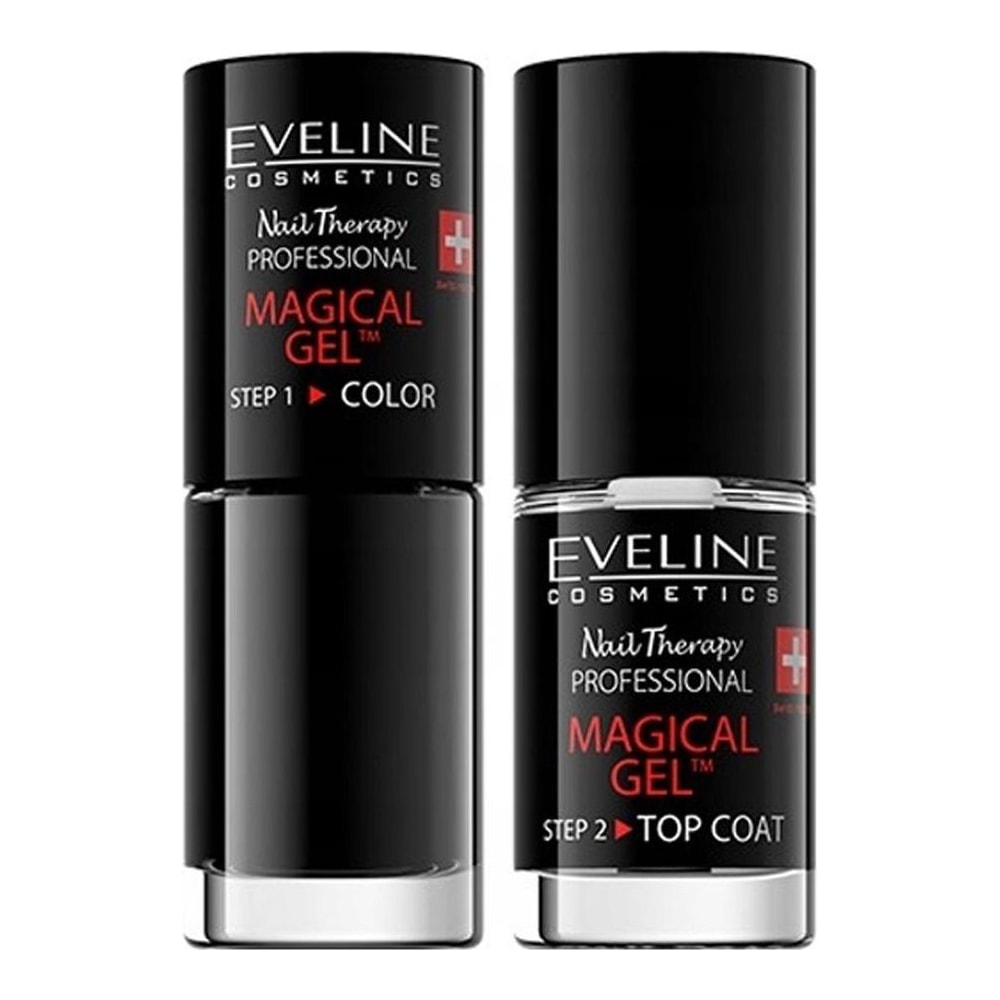 EVELINE
COSMETICS
Nail Therapy
PROFESSIONAL
MAGICAL
GEL™
STEP 1 ▶ COLOR
EVELINE
COSMETICS
Nail Therapy
PROFESSIONAL
MAGICAL
GEL™
STEP 2 ▶ TOP COAT